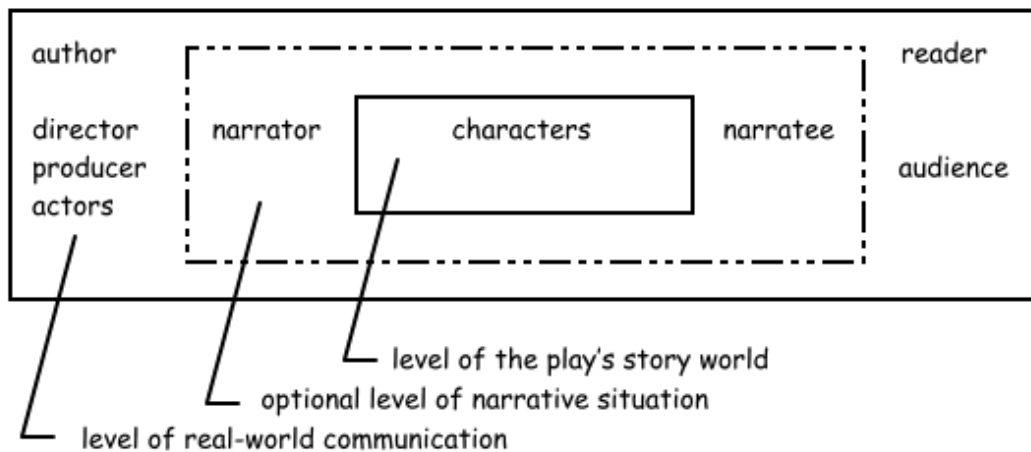 author reader
director narrator characters narratee
producer audience
actors
level of the play's story world
optional level of narrative situation
level of real-world communication